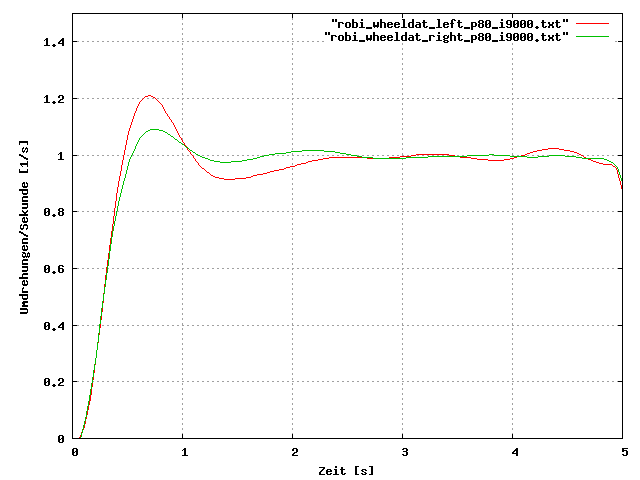 "robi_wheeldat_left_p80_i9000.txt"
"robi_wheeldat_right_p80_i9000.txt"
1.4
1.2
1
0.8
0.6
0.4
0.2
0
Umdrehungen/Sekunde [1/s]
0 1 2 3 4 5
Zeit [s]